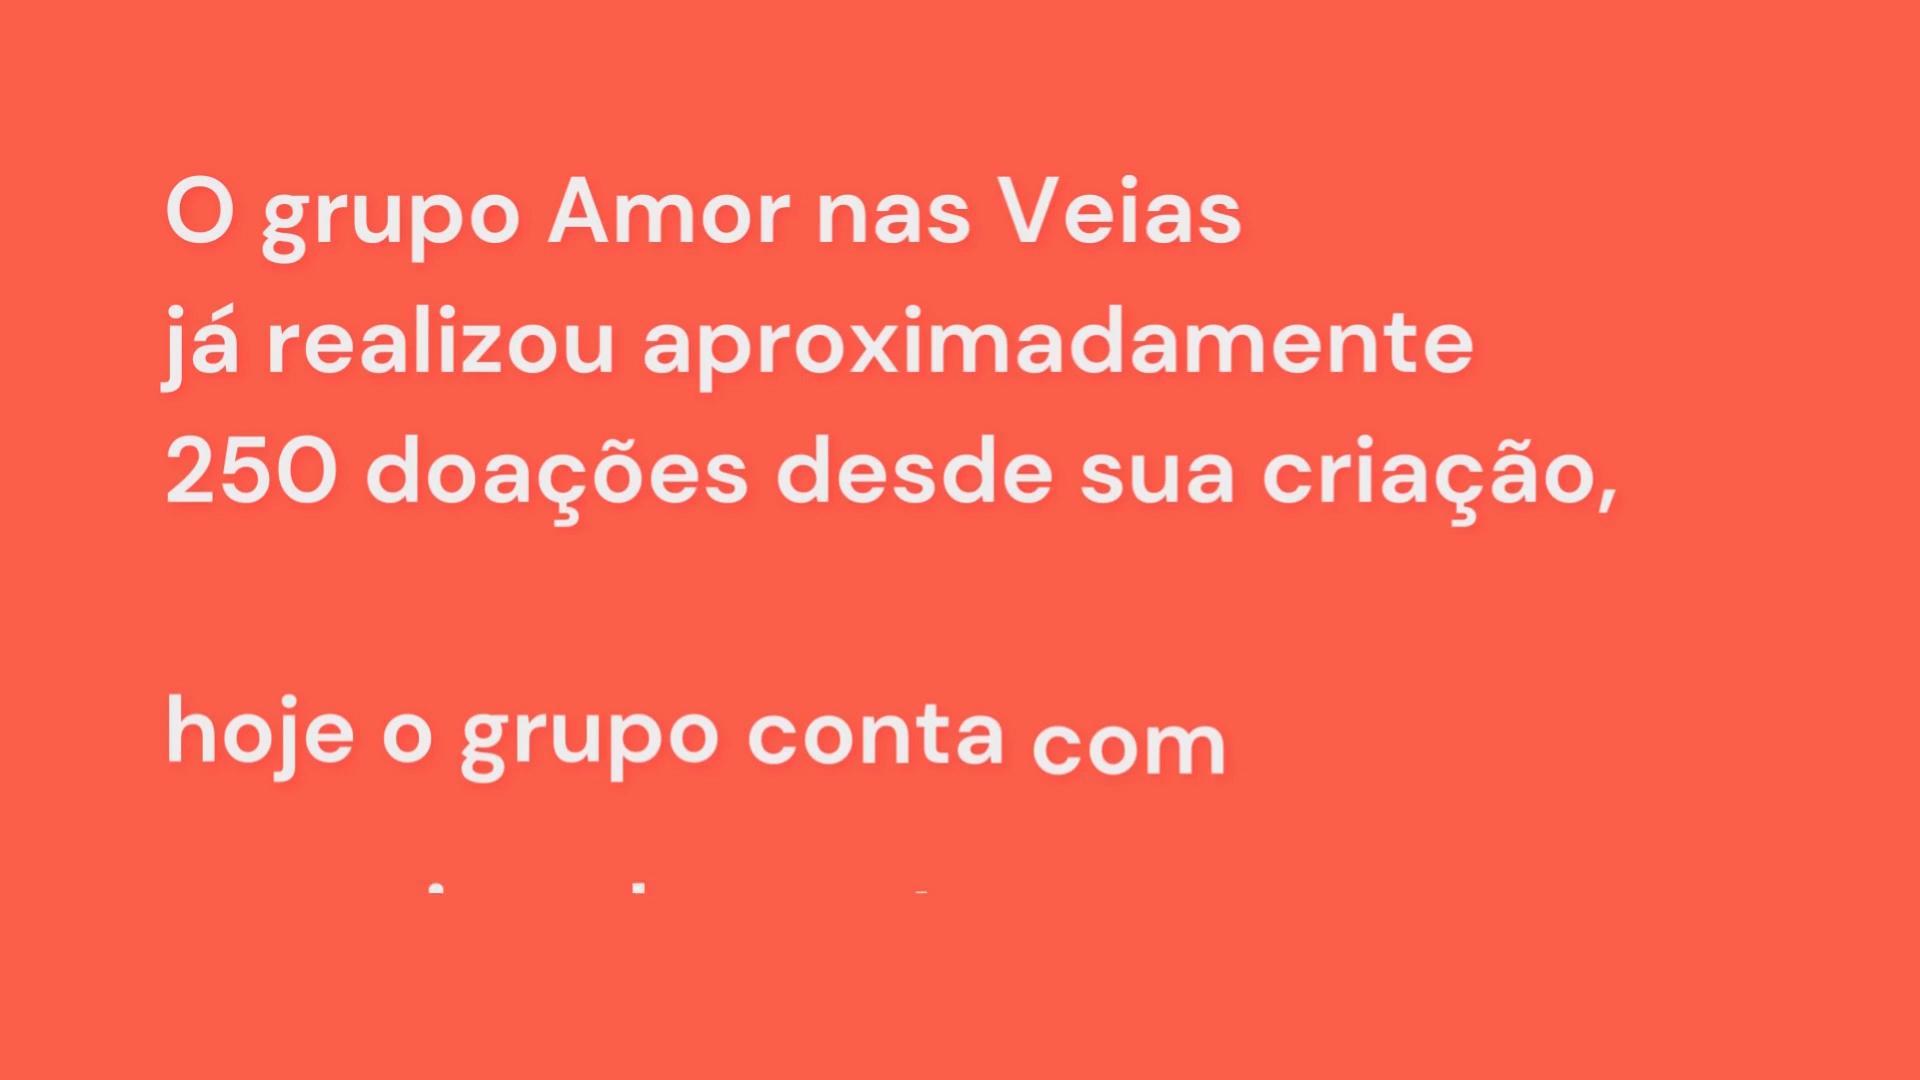 O grupo Amor nas Veias
já realizou aproximadamente
250 doações desde sua criação,
hoje o grupo conta com